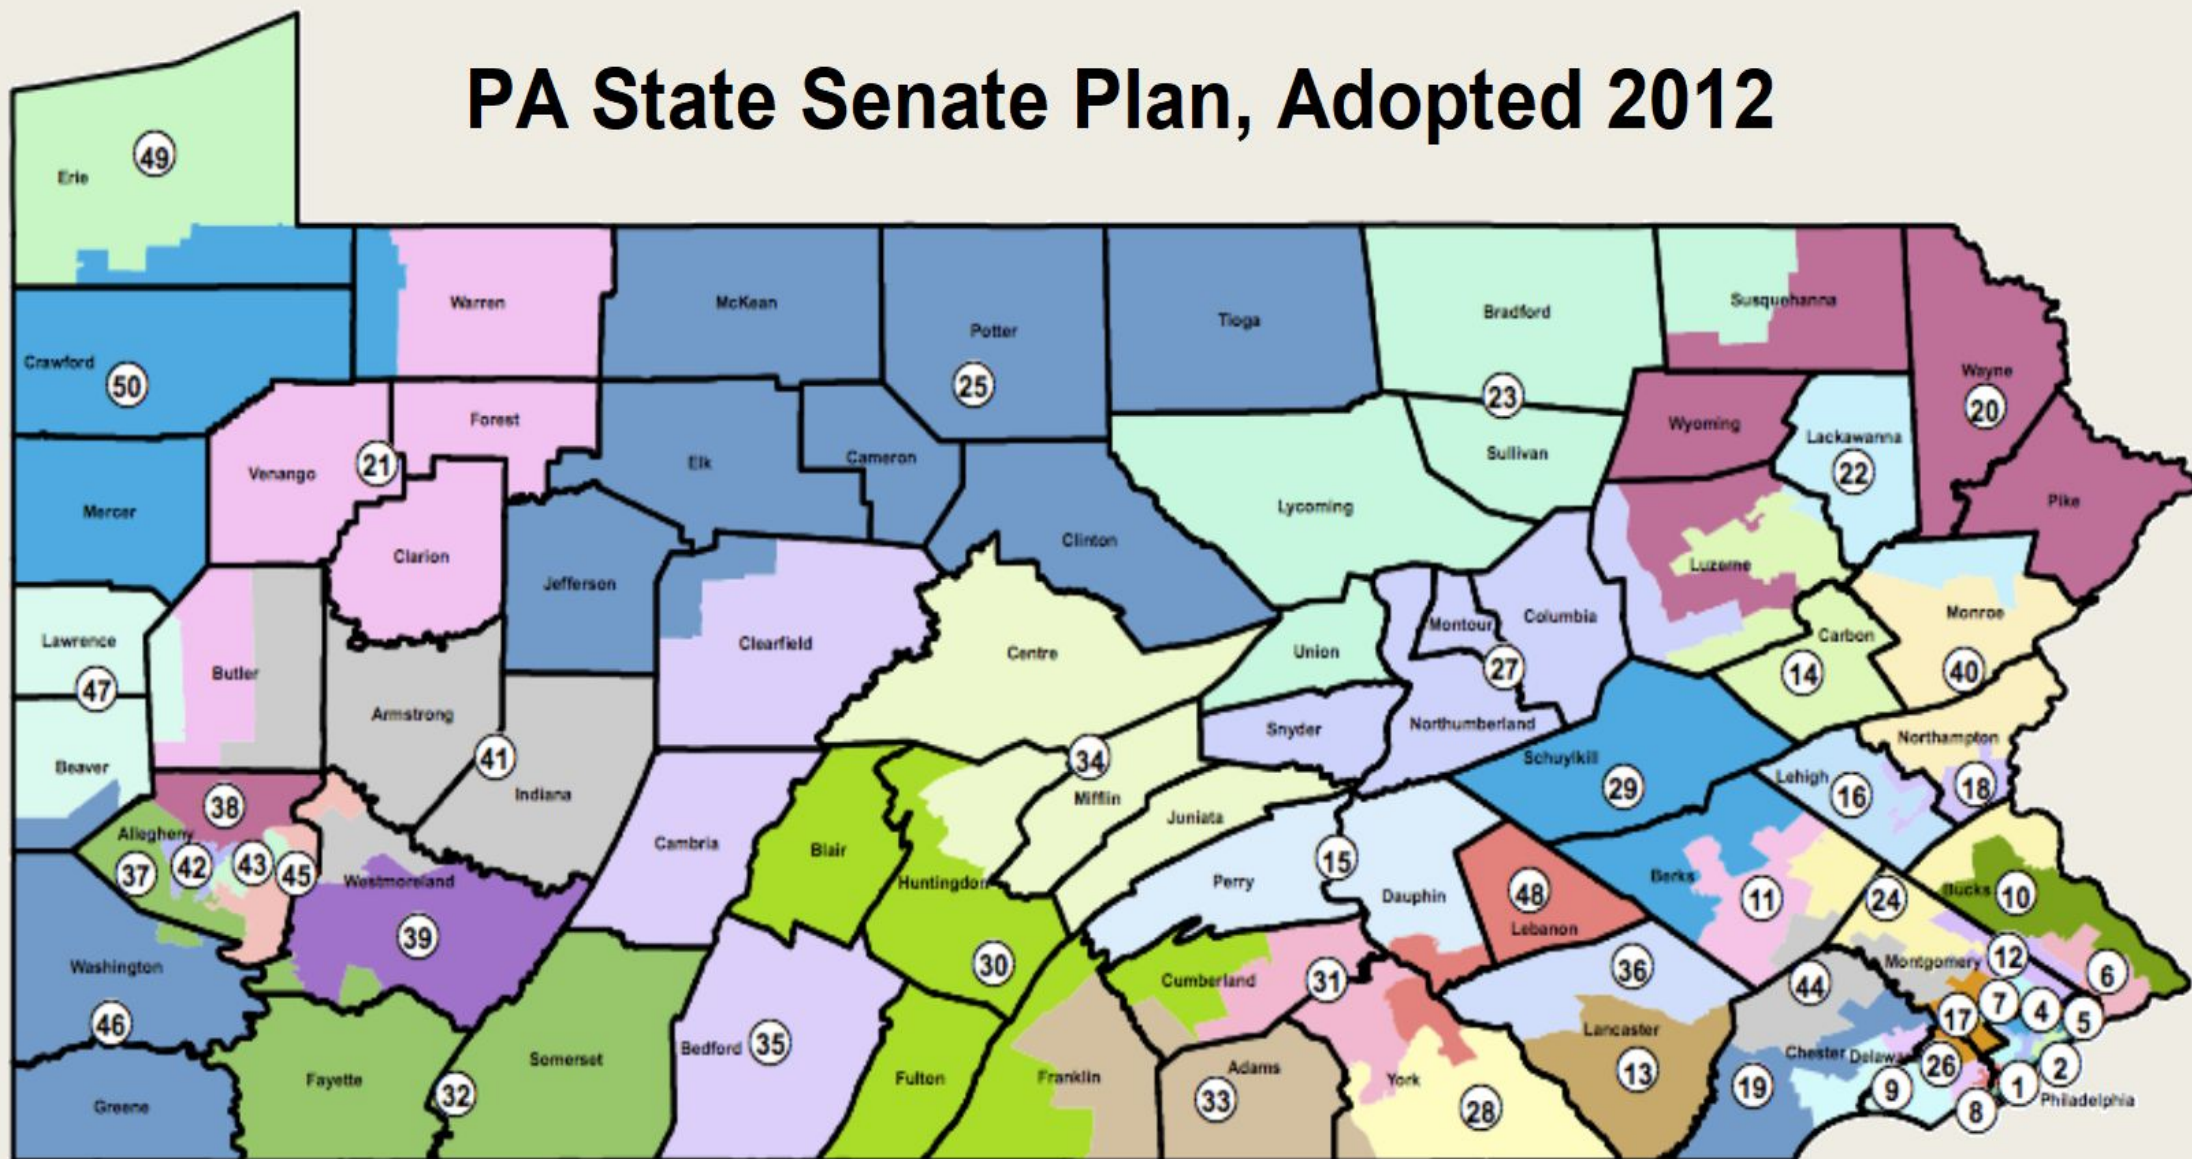 PA State Senate Plan, Adopted 2012
49
Erie
Warren
McKean
Potter
Tioga
Bradford
Susquehanna
Crawford
50
25
23
Wayne
20
Forest
Wyoming
Lackawanna
22
Venango
21
Elk
Cameron
Sullivan
Mercer
Lycoming
Pike
Clarion
Jefferson
Clinton
Luzerne
Lawrence
47
Butler
Clearfield
Centre
Union
Montour
Columbia
27
Carbon
14
Monroe
40
Armstrong
41
Snyder
Northumberland
Northampton
18
Beaver
Indiana
34
Mifflin
Juniata
Schuylkill
29
Lehigh
16
38
Allegheny
37
42
43
45
Cambria
Blair
Huntingdon
Perry
15
Dauphin
48
Lebanon
Berks
11
24
Bucks
10
Westmoreland
39
30
Cumberland
31
36
44
Montgomery
12
6
Washington
46
Somerset
Bedford
35
Lancaster
13
17
7
4
5
Fayette
32
Fulton
Franklin
Adams
33
York
28
Chester
19
Delawa
26
9
8
1
2
Philadelphia
Greene